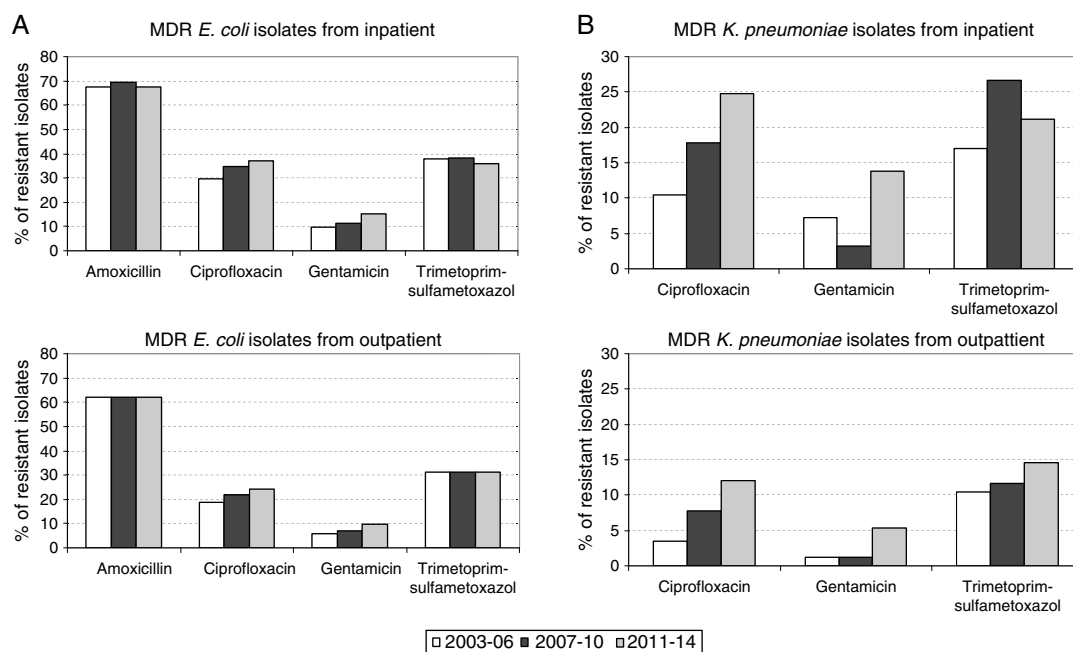 A
MDR E. coli isolates from inpatient
% of resistant isolates
80
70
60
50
40
30
20
10
0
Amoxicillin
Ciprofloxacin
Gentamicin
Trimetoprim-
sulfametoxazol
MDR E. coli isolates from outpatient
% of resistant isolates
80
70
60
50
40
30
20
10
0
Amoxicillin
Ciprofloxacin
Gentamicin
Trimetoprim-
sulfametoxazol
B
MDR K. pneumoniae isolates from inpatient
% of resistant isolates
30
25
20
15
10
5
0
Ciprofloxacin
Gentamicin
Trimetoprim-
sulfametoxazol
MDR K. pneumoniae isolates from outpattient
% of resistant isolates
30
25
20
15
10
5
0
Ciprofloxacin
Gentamicin
Trimetoprim-
sulfametoxazol
2003-06 2007-10 2011-14